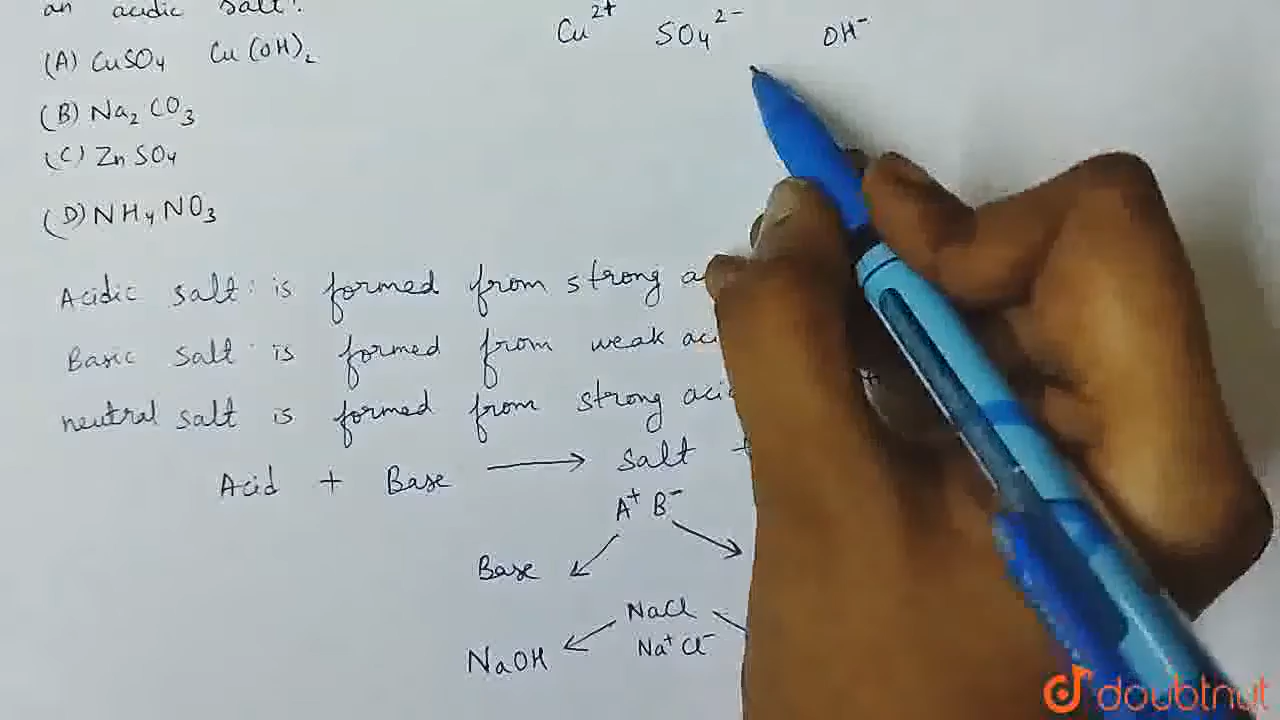 an acidic salt?
Cu2+ SO4 2- OH-
(A) CuSO4 Cu(OH)2
(B) Na2 CO3
(C) Zn SO4
(D) NH4 NO3
Acidic salt is formed from strong
Basic salt is formed from weak
neutral salt is formed from strong
Acid + Base → salt +
A+ B-
Base
NaCl
Na+ Cl-
NaOH
doubtnut